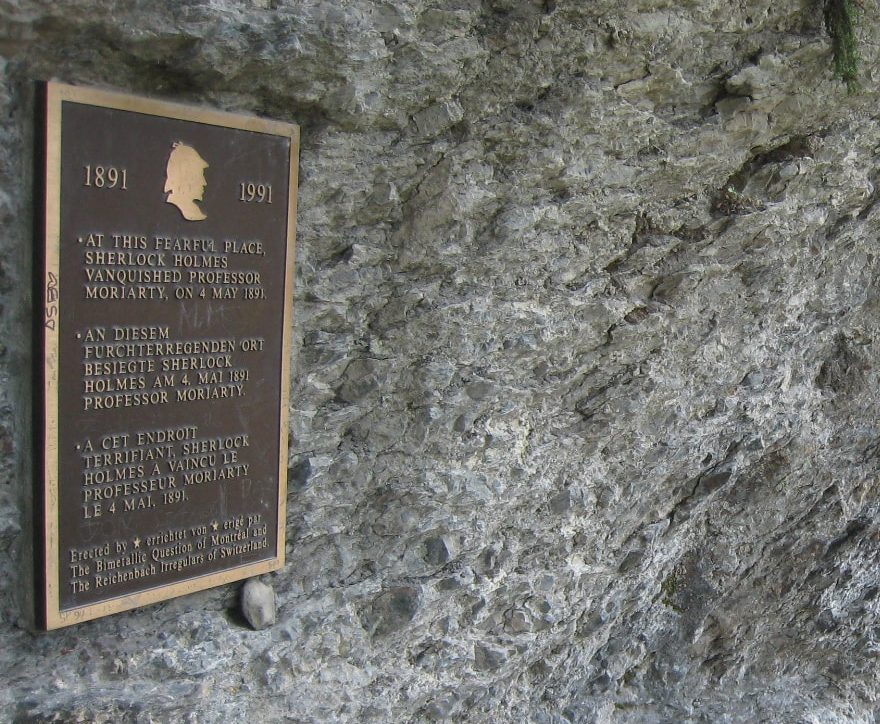 1891 1991
•AT THIS FEARFUL PLACE,
SHERLOCK HOLMES
VANQUISHED PROFESSOR
MORIARTY, ON 4 MAY 1891.
•AN DIESEM
FURCHTERREGENDEN ORT
BESIEGTE SHERLOCK
HOLMES AM 4. MAI 1891
PROFESSOR MORIARTY.
•A CET ENDROIT
TERRIFIANT, SHERLOCK
HOLMES A VAINCU LE
PROFESSEUR MORIARTY
LE 4 MAI, 1891.
Erected by ★ errichtet von ★ erigé par
The Bimetallic Question of Montréal and
The Reichenbach Irregulars of Switzerland.